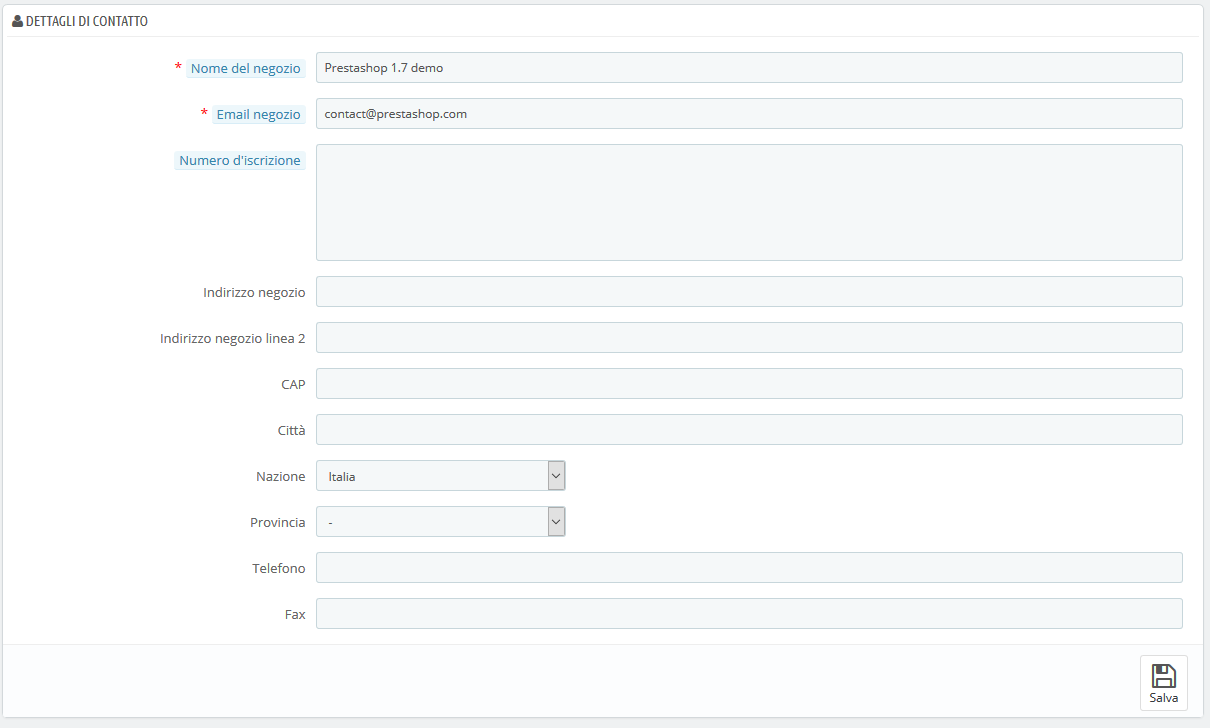 DETTAGLI DI CONTATTO
* Nome del negozio Prestashop 1.7 demo
* Email negozio contact@prestashop.com
Numero d'iscrizione
Indirizzo negozio
Indirizzo negozio linea 2
CAP
Città
Nazione Italia
Provincia -
Telefono
Fax
Salva